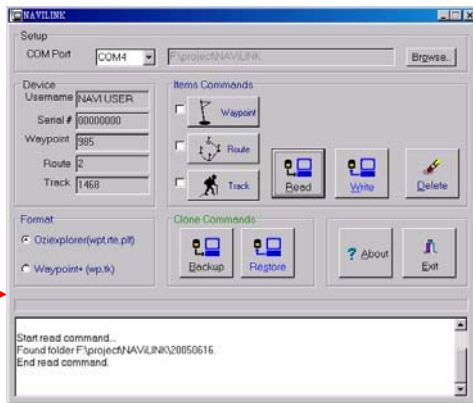 NAVILINK
Setup
COM Port COM4 F:\project\NAViLINK Browse..
Device
Username NAVI USER
Serial # 00000000
Waypoint 985
Route 2
Track 1468
Items Commands
Waypoint
Route
Track
Read Write Delete
Format
Oziexplorer(wpt.rte.plf)
Waypoint+ (wp.tk)
Clone Commands
Backup Restore
About Exit
Start read command...
Found folder F:\project\NAViLINK\20050616.
End read command.